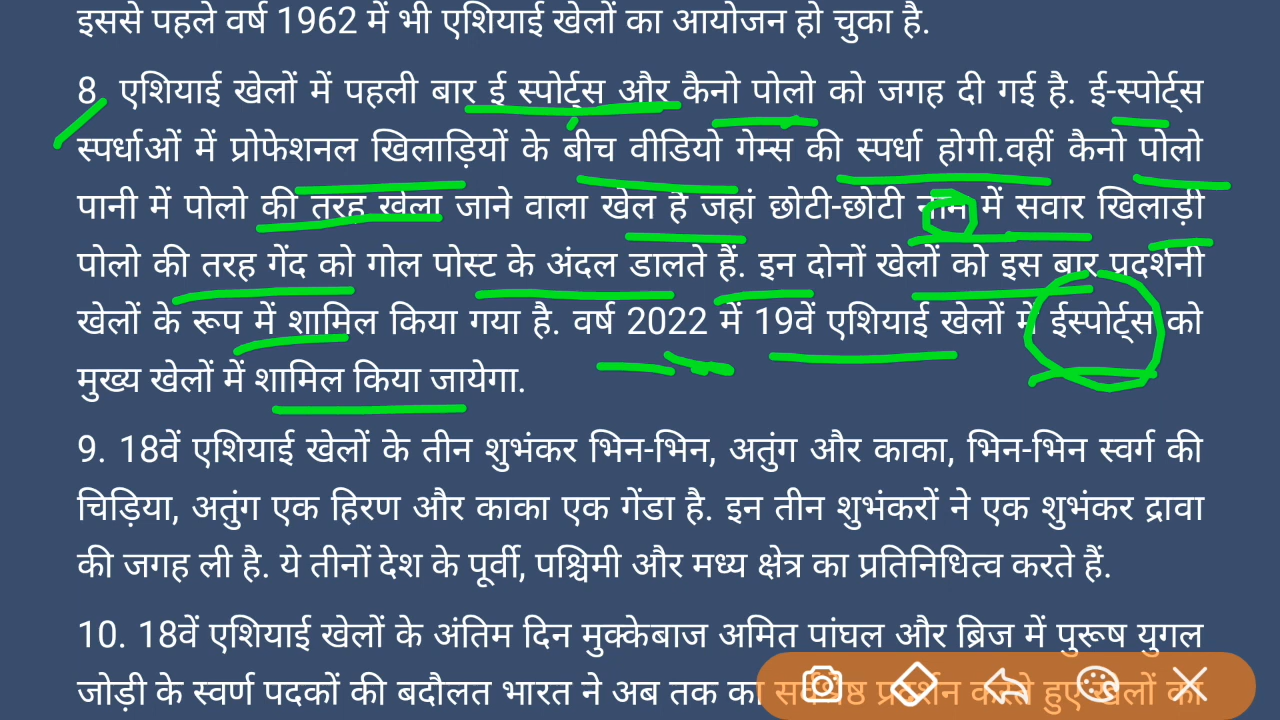 इससे पहले वर्ष 1962 में भी एशियाई खेलों का आयोजन हो चुका है.
8. एशियाई खेलों में पहली बार ई स्पोर्ट्स और कैनो पोलो को जगह दी गई है. ई-स्पोर्ट्स
स्पर्धाओं में प्रोफेशनल खिलाड़ियों के बीच वीडियो गेम्स की स्पर्धा होगी.वहीं कैनो पोलो
पानी में पोलो की तरह खेला जाने वाला खेल है जहां छोटी-छोटी नाम में सवार खिलाड़ी
पोलो की तरह गेंद को गोल पोस्ट के अंदल डालते हैं. इन दोनों खेलों को इस बार प्रदर्शनी
खेलों के रूप में शामिल किया गया है. वर्ष 2022 में 19वें एशियाई खेलों में ईस्पोर्ट्स को
मुख्य खेलों में शामिल किया जायेगा.
9. 18वें एशियाई खेलों के तीन शुभंकर भिन-भिन, अतुंग और काका, भिन-भिन स्वर्ग की
चिड़िया, अतुंग एक हिरण और काका एक गेंडा है. इन तीन शुभंकरों ने एक शुभंकर द्रावा
की जगह ली है. ये तीनों देश के पूर्वी, पश्चिमी और मध्य क्षेत्र का प्रतिनिधित्व करते हैं.
10. 18वें एशियाई खेलों के अंतिम दिन मुक्केबाज अमित पांघल और ब्रिज में पुरूष युगल
जोड़ी के स्वर्ण पदकों की बदौलत भारत ने अब तक का प्रदर्शन करते हुए खेलों का